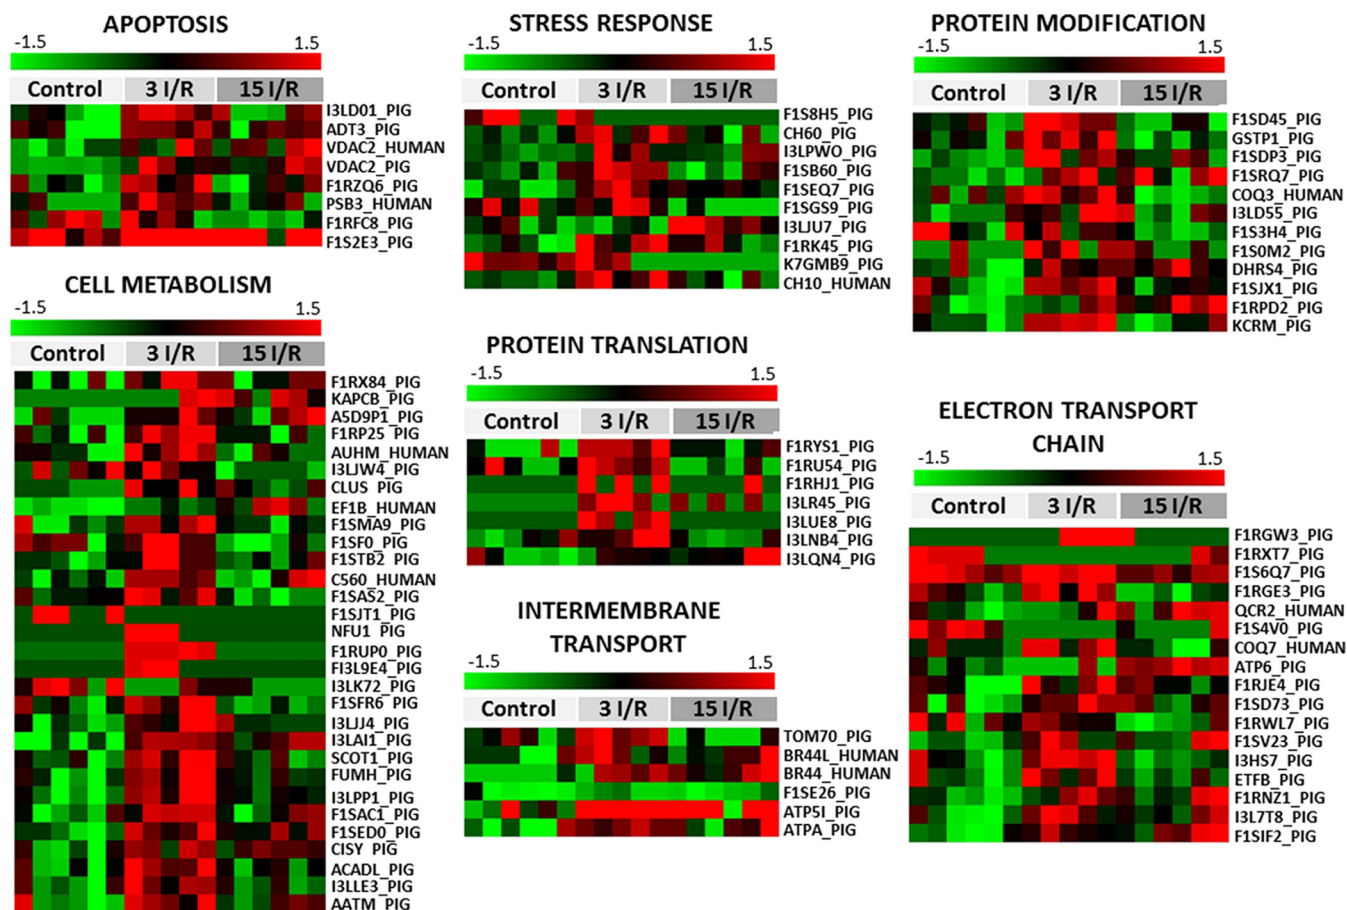 APOPTOSIS
-1.5 1.5
Control 3 I/R 15 I/R
I3LD01_PIG
ADT3_PIG
VDAC2_HUMAN
VDAC2_PIG
F1RZQ6_PIG
PSB3_HUMAN
F1RFC8_PIG
F1S2E3_PIG
CELL METABOLISM
-1.5 1.5
Control 3 I/R 15 I/R
F1RX84_PIG
KAPCB_PIG
A5D9P1_PIG
F1RP25_PIG
AUHM_HUMAN
I3LJW4_PIG
CLUS PIG
EF1B_HUMAN
F1SMA9_PIG
F1SF0_PIG
F1STB2_PIG
C560_HUMAN
F1SAS2_PIG
F1SJT1_PIG
NFU1 PIG
F1RUP0_PIG
FI3L9E4_PIG
I3LK72_PIG
F1SFR6_PIG
I3LJJ4_PIG
I3LAI1_PIG
SCOT1_PIG
FUMH_PIG
I3LPP1_PIG
F1SAC1_PIG
F1SED0_PIG
CISY PIG
ACADL_PIG
I3LLE3_PIG
AATM_PIG
STRESS RESPONSE
-1.5 1.5
Control 3 I/R 15 I/R
F1S8H5_PIG
CH60_PIG
I3LPWO_PIG
F1SB60_PIG
F1SEQ7_PIG
F1SGS9_PIG
I3LJU7_PIG
F1RK45_PIG
K7GMB9_PIG
CH10_HUMAN
PROTEIN TRANSLATION
-1.5 1.5
Control 3 I/R 15 I/R
F1RYS1_PIG
F1RU54_PIG
F1RHJ1_PIG
I3LR45_PIG
I3LUE8_PIG
I3LNB4_PIG
I3LQN4_PIG
INTERMEMBRANE
TRANSPORT
-1.5 1.5
Control 3 I/R 15 I/R
TOM70_PIG
BR44L_HUMAN
BR44_HUMAN
F1SE26_PIG
ATP5I_PIG
ATPA_PIG
PROTEIN MODIFICATION
-1.5 1.5
Control 3 I/R 15 I/R
F1SD45_PIG
GSTP1_PIG
F1SDP3_PIG
F1SRQ7_PIG
COQ3_HUMAN
I3LD55_PIG
F1S3H4_PIG
F1S0M2_PIG
DHRS4_PIG
F1SJX1_PIG
F1RPD2_PIG
KCRM_PIG
ELECTRON TRANSPORT
CHAIN
-1.5 1.5
Control 3 I/R 15 I/R
F1RGW3_PIG
F1RXT7_PIG
F1S6Q7_PIG
F1RGE3_PIG
QCR2_HUMAN
F1S4V0_PIG
COQ7_HUMAN
ATP6_PIG
F1RJE4_PIG
F1SD73_PIG
F1RWL7_PIG
F1SV23_PIG
I3HS7_PIG
ETFB_PIG
F1RNZ1_PIG
I3L7T8_PIG
F1SIF2_PIG